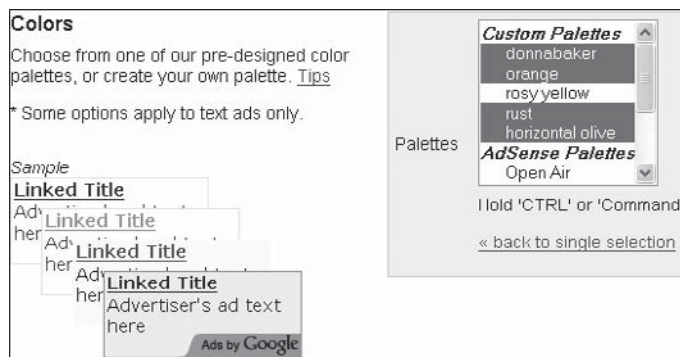 Colors
Choose from one of our pre-designed color
palettes, or create your own palette. Tips
* Some options apply to text ads only.
Sample
Linked Title
here
Linked Title
her
Linked Title
her
Linked Title
Advertiser's ad text
here
Ads by Google
Palettes
Custom Palettes
donnabaker
orange
rosy yellow
rust
horizontal olive
AdSense Palettes
Open Air
Hold 'CTRL' or 'Command
« back to single selection